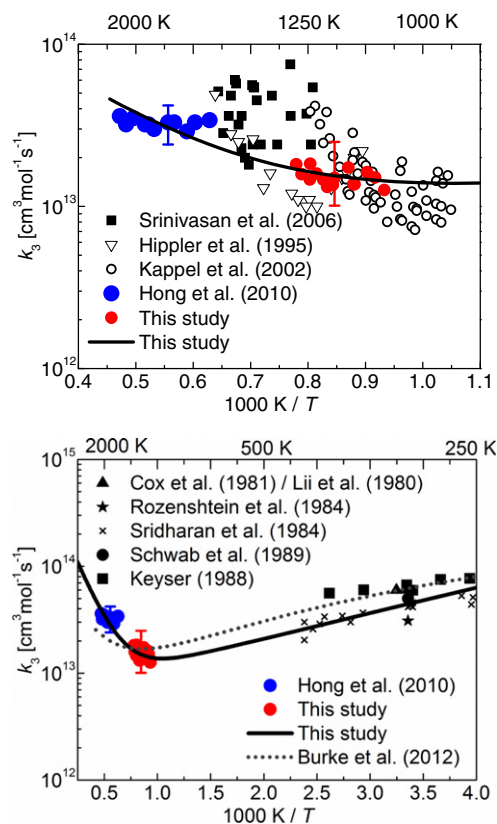 2000 K 1250 K 1000 K
10^14
10^13
10^12
k3 [cm3mol-1s-1]
Srinivasan et al. (2006)
Hippler et al. (1995)
Kappel et al. (2002)
Hong et al. (2010)
This study
This study
0.4 0.5 0.6 0.7 0.8 0.9 1.0 1.1
1000 K / T
2000 K 500 K 250 K
10^15
10^14
10^13
10^12
k3 [cm3mol-1s-1]
Cox et al. (1981) / Lii et al. (1980)
Rozenshtein et al. (1984)
Sridharan et al. (1984)
Schwab et al. (1989)
Keyser (1988)
Hong et al. (2010)
This study
This study
Burke et al. (2012)
0.5 1.0 1.5 2.0 2.5 3.0 3.5 4.0
1000 K / T